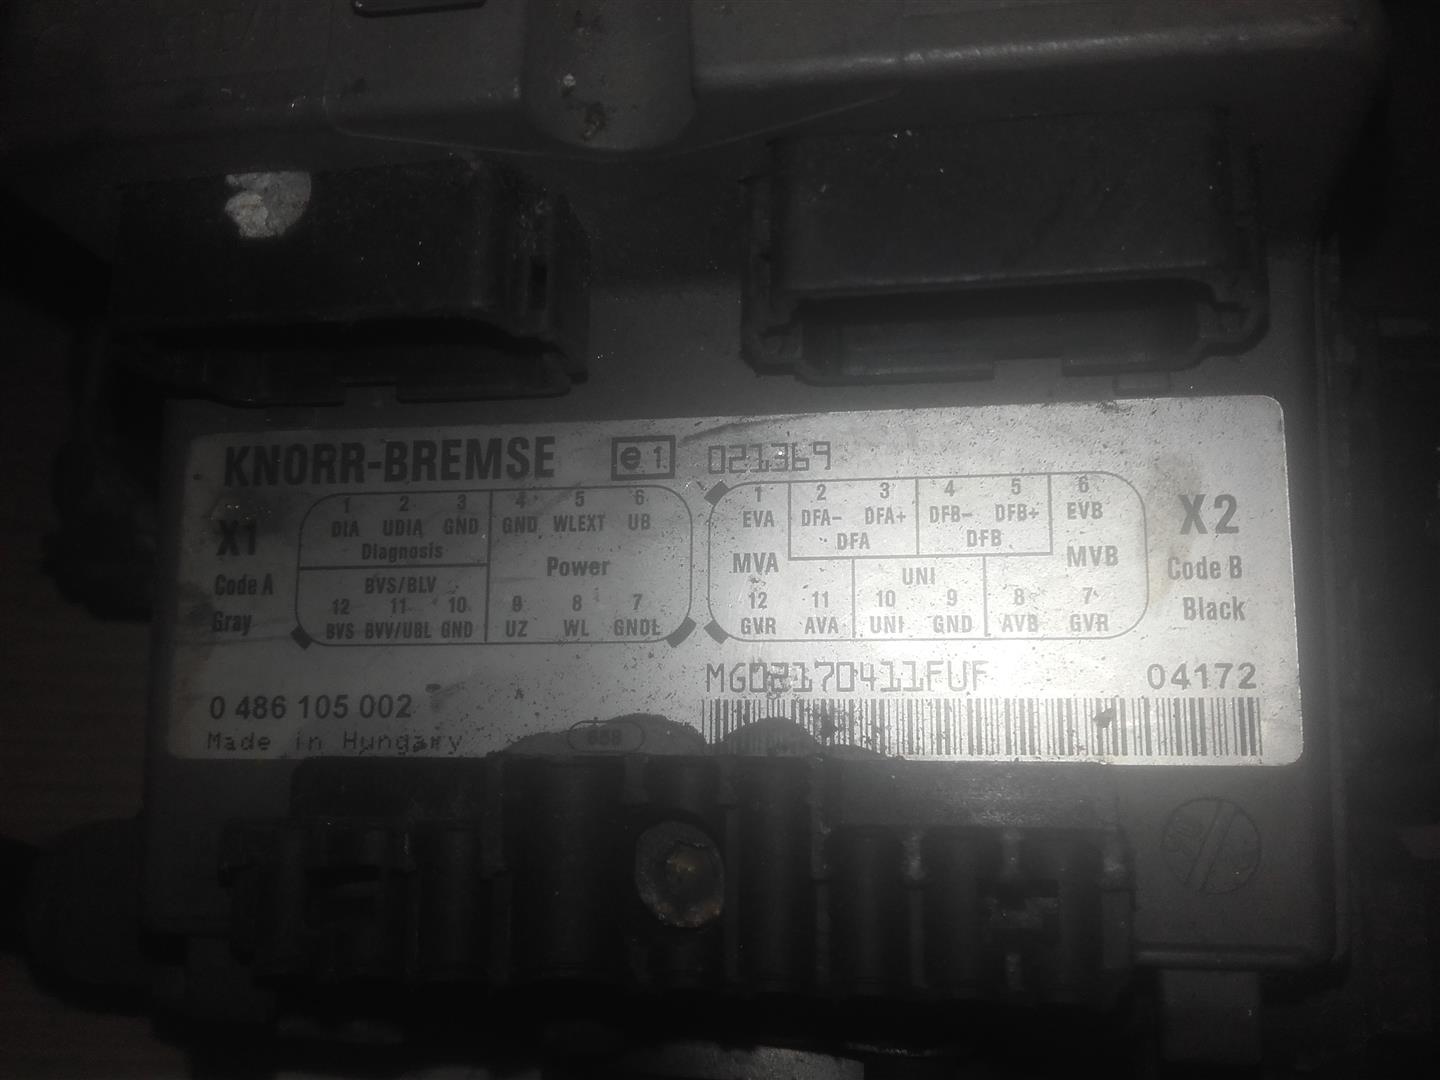 KNORR-BREMSE e1 021369
X1
Code A
Gray
1 2 3 4 5 6
DIA UDIA GND GND WLEXT UB
Diagnosis
Power
BVS/BLV
12 11 10 9 8 7
BVS BVV/UBL GND UZ WL GNDL
1 2 3 4 5 6
EVA DFA- DFA+ DFB- DFB+ EVB
DFA DFB
MVA UNI MVB
12 11 10 9 8 7
GVR AVA UNI GND AVB GVR
X2
Code B
Black
0 486 105 002
Made in Hungary
MG02170411FUF 04172